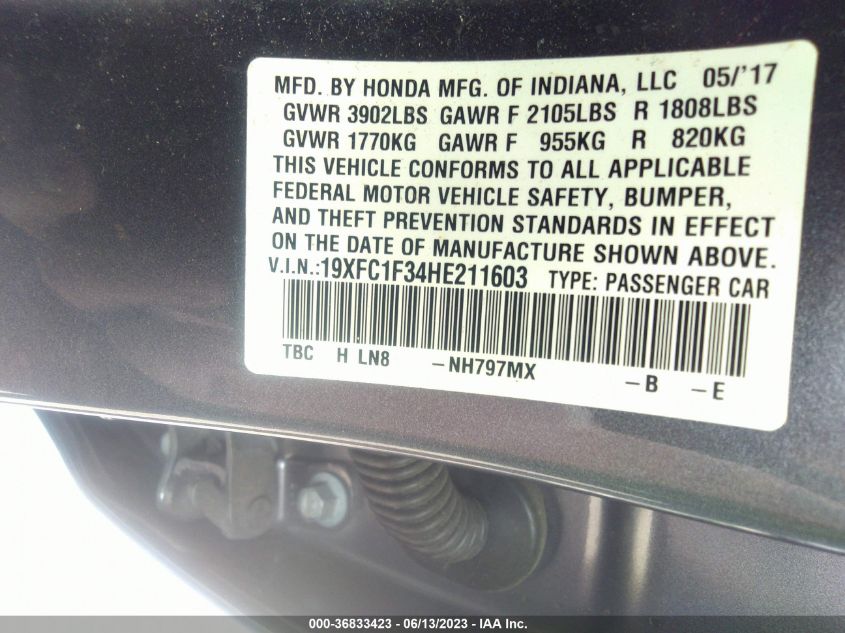 MFD. BY HONDA MFG. OF INDIANA, LLC 05/'17
GVWR 3902LBS GAWR F 2105LBS R 1808LBS
GVWR 1770KG GAWR F 955KG R 820KG
THIS VEHICLE CONFORMS TO ALL APPLICABLE
FEDERAL MOTOR VEHICLE SAFETY, BUMPER,
AND THEFT PREVENTION STANDARDS IN EFFECT
ON THE DATE OF MANUFACTURE SHOWN ABOVE.
V.I.N.:19XFC1F34HE211603 TYPE: PASSENGER CAR
TBC H LN8 -NH797MX -B -E
000-36833423 - 06/13/2023 - IAA Inc.